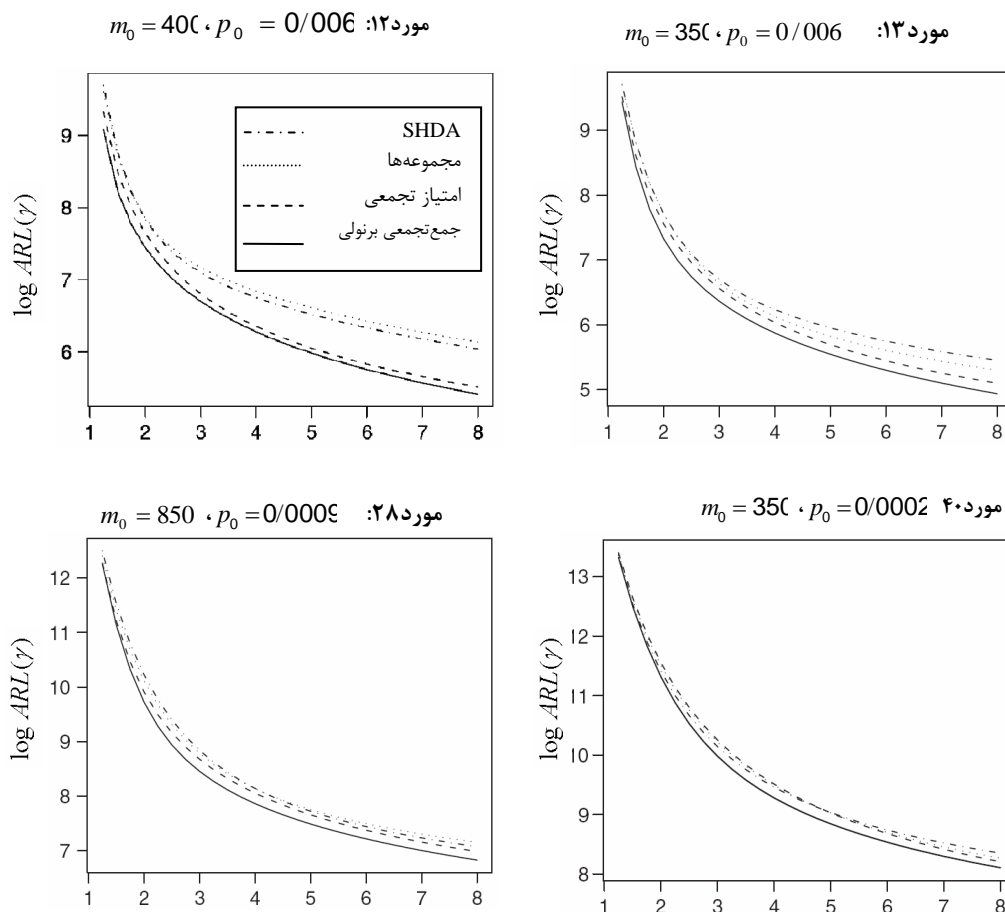 مورد۱۲: m₀ = 400 ، p₀ = 0/006
مورد۱۳: m₀ = 350 ، p₀ = 0/006
log ARL(γ)
9
8
7
6
1 2 3 4 5 6 7 8
SHDA
مجموعه‌ها
امتیاز تجمعی
جمع‌تجمعی برنولی
log ARL(γ)
9
8
7
6
5
1 2 3 4 5 6 7 8
مورد۲۸: m₀ = 850 ، p₀ = 0/0009
مورد۴۰ m₀ = 350 ، p₀ = 0/0002
log ARL(γ)
12
11
10
9
8
7
1 2 3 4 5 6 7 8
log ARL(γ)
13
12
11
10
9
8
1 2 3 4 5 6 7 8